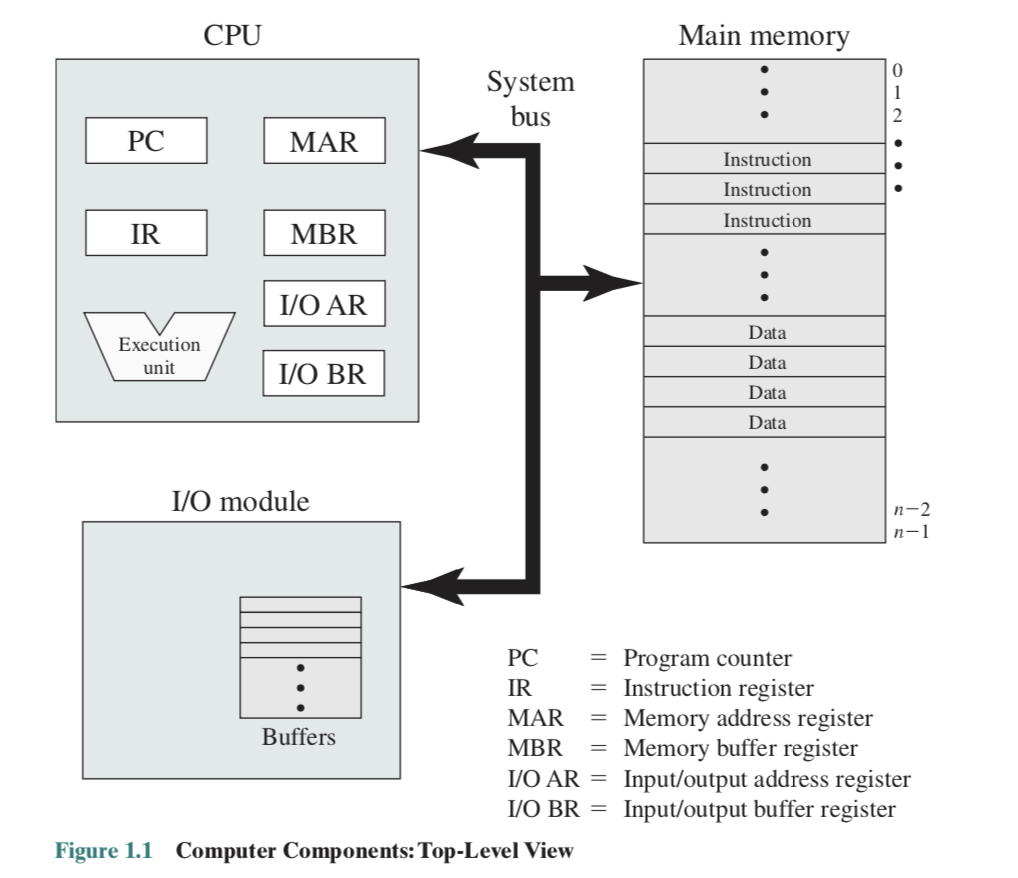 CPU
PC
MAR
IR
MBR
I/O AR
Execution
unit
I/O BR
System
bus
Main memory
0
1
2
Instruction
Instruction
Instruction
Data
Data
Data
Data
n−2
n−1
I/O module
Buffers
PC = Program counter
IR = Instruction register
MAR = Memory address register
MBR = Memory buffer register
I/O AR = Input/output address register
I/O BR = Input/output buffer register
Figure 1.1 Computer Components: Top-Level View